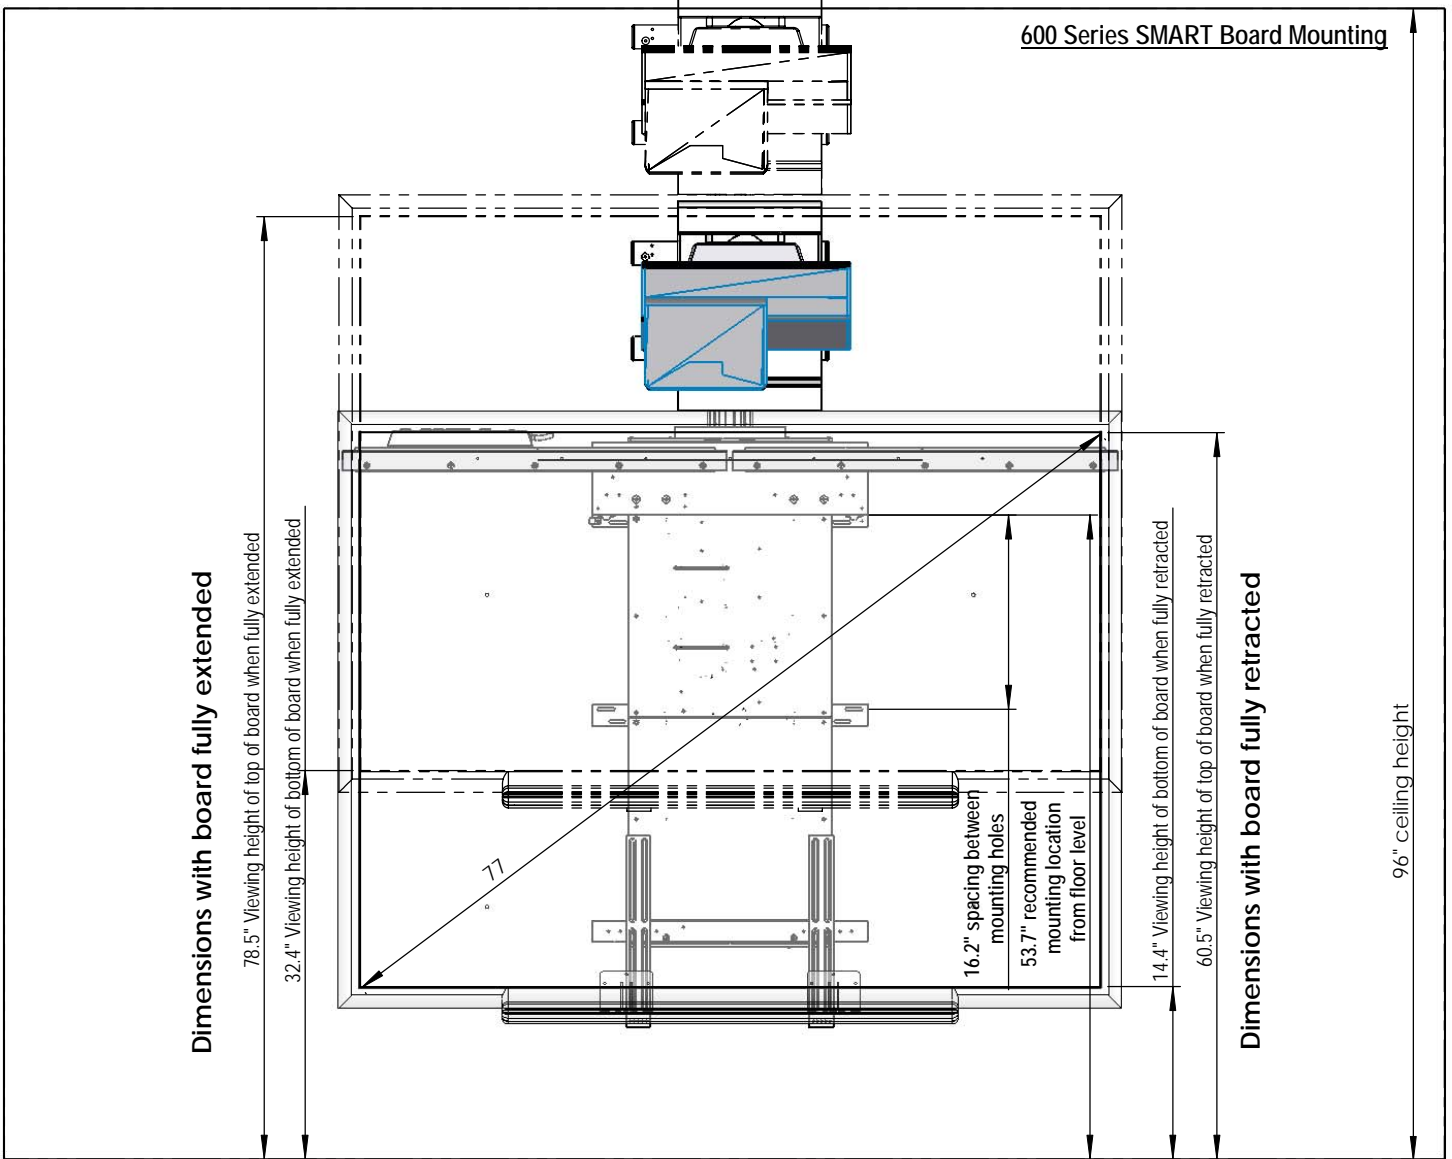 600 Series SMART Board Mounting
Dimensions with board fully extended
78.5" Viewing height of top of board when fully extended
32.4" Viewing height of bottom of board when fully extended
77
16.2" spacing between
mounting holes
53.7" recommended
mounting location
from floor level
14.4" Viewing height of bottom of board when fully retracted
60.5" Viewing height of top of board when fully retracted
Dimensions with board fully retracted
96" ceiling height